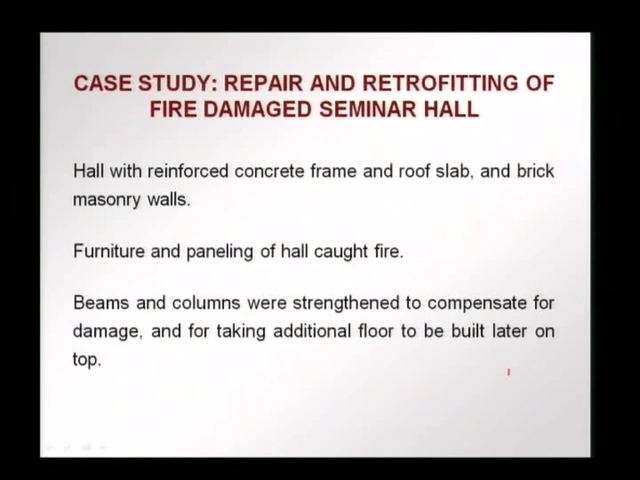 CASE STUDY: REPAIR AND RETROFITTING OF
FIRE DAMAGED SEMINAR HALL
Hall with reinforced concrete frame and roof slab, and brick
masonry walls.
Furniture and paneling of hall caught fire.
Beams and columns were strengthened to compensate for
damage, and for taking additional floor to be built later on
top.